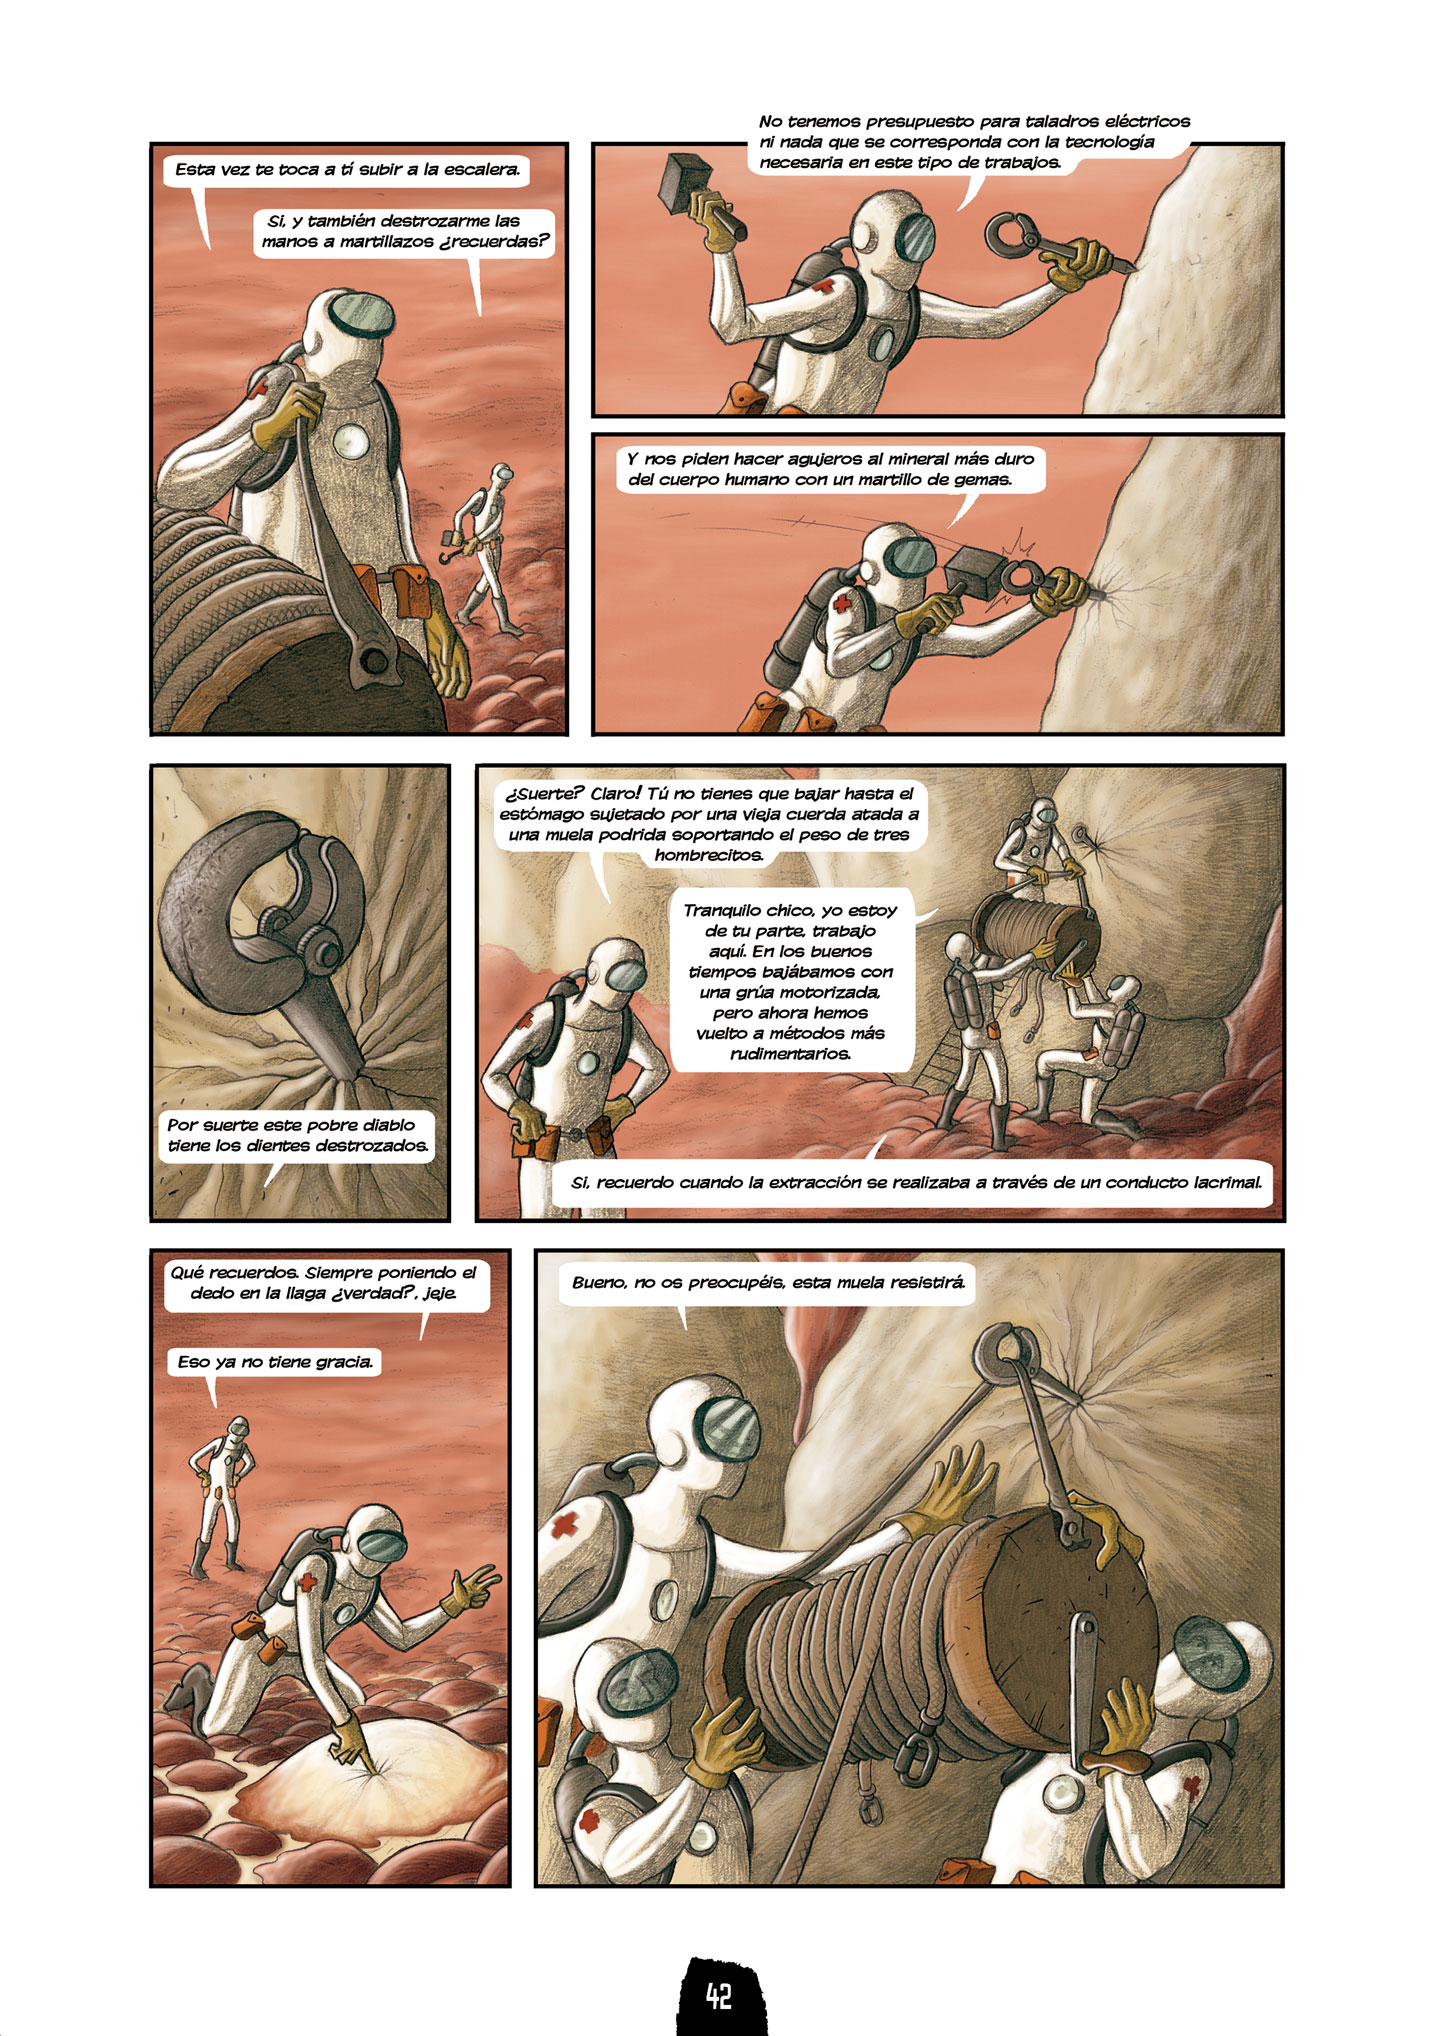 Esta vez te toca a tí subir a la escalera.
Si, y también destrozarme las
manos a martillazos ¿recuerdas?
No tenemos presupuesto para taladros eléctricos
ni nada que se corresponda con la tecnología
necesaria en este tipo de trabajos.
Y nos piden hacer agujeros al mineral más duro
del cuerpo humano con un martillo de gemas.
Por suerte este pobre diablo
tiene los dientes destrozados.
¿Suerte? Claro! Tú no tienes que bajar hasta el
estómago sujetado por una vieja cuerda atada a
una muela podrida soportando el peso de tres
hombrecitos.
Tranquilo chico, yo estoy
de tu parte, trabajo
aquí. En los buenos
tiempos bajábamos con
una grúa motorizada,
pero ahora hemos
vuelto a métodos más
rudimentarios.
Si, recuerdo cuando la extracción se realizaba a través de un conducto lacrimal.
Qué recuerdos. Siempre poniendo el
dedo en la llaga ¿verdad?, jeje.
Eso ya no tiene gracia.
Bueno, no os preocupéis, esta muela resistirá.
42